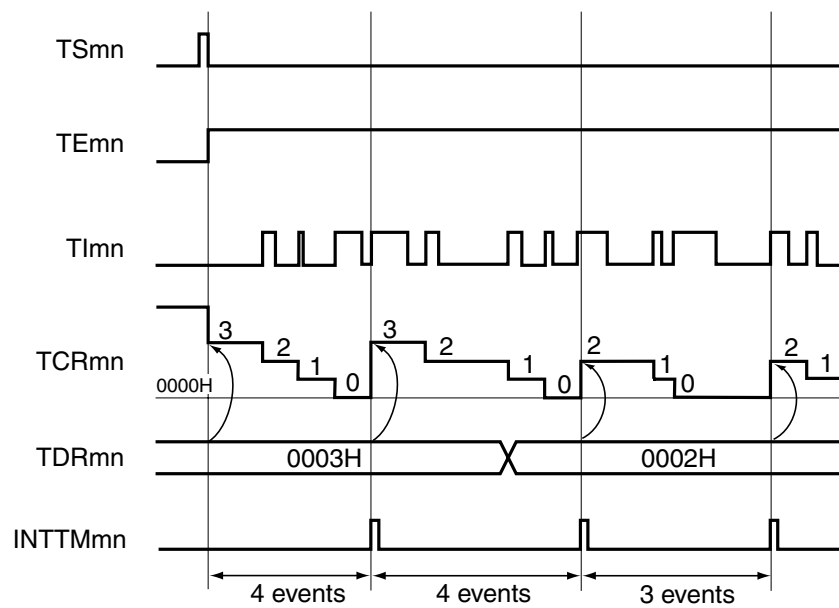 TSmn
TEmn
TImn
TCRmn
3
2
1
0
3
2
1
0
2
1
0
2
1
0000H
TDRmn
0003H
0002H
INTTMmn
4 events
4 events
3 events